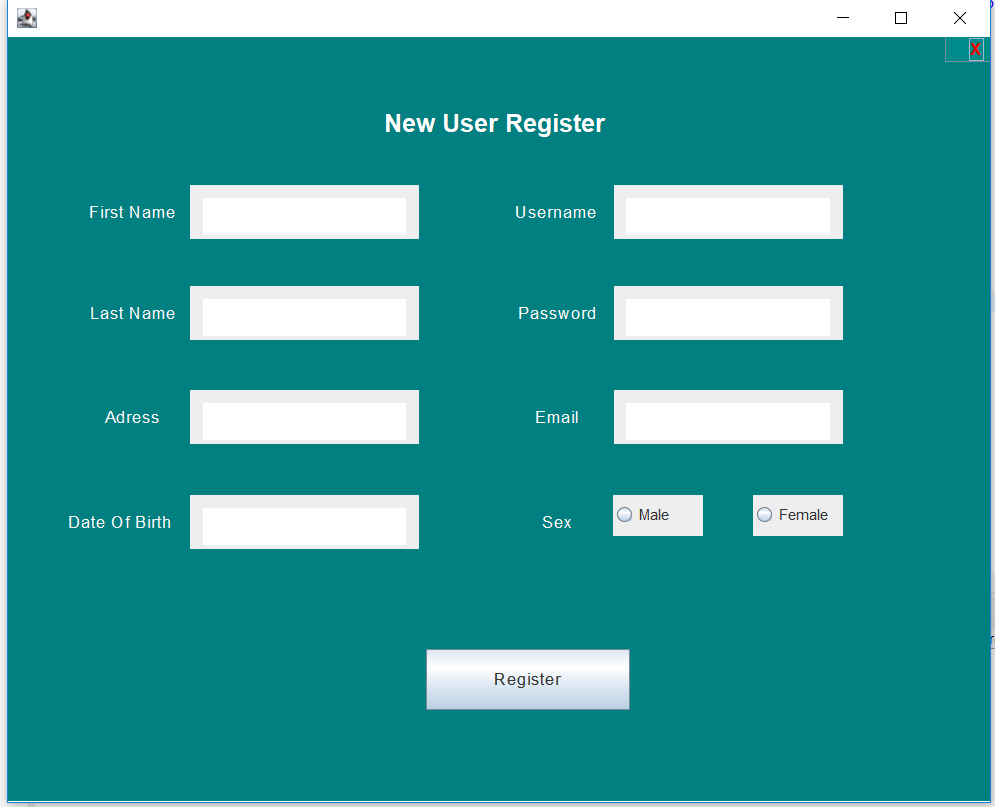 X
New User Register
First Name
Username
Last Name
Password
Adress
Email
Date Of Birth
Sex
Male
Female
Register